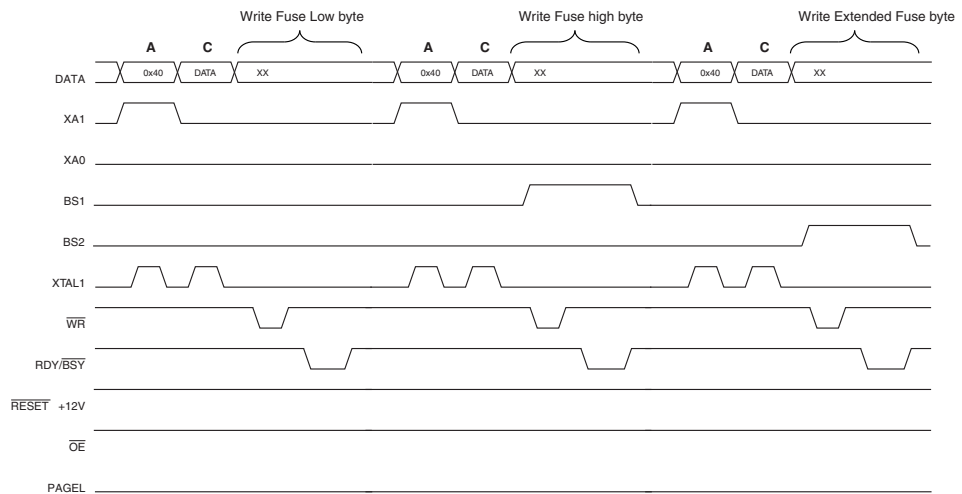 Write Fuse Low byte Write Fuse high byte Write Extended Fuse byte
A C A C A C
DATA 0x40 DATA XX 0x40 DATA XX 0x40 DATA XX
XA1
XA0
BS1
BS2
XTAL1
WR
RDY/BSY
RESET +12V
OE
PAGEL